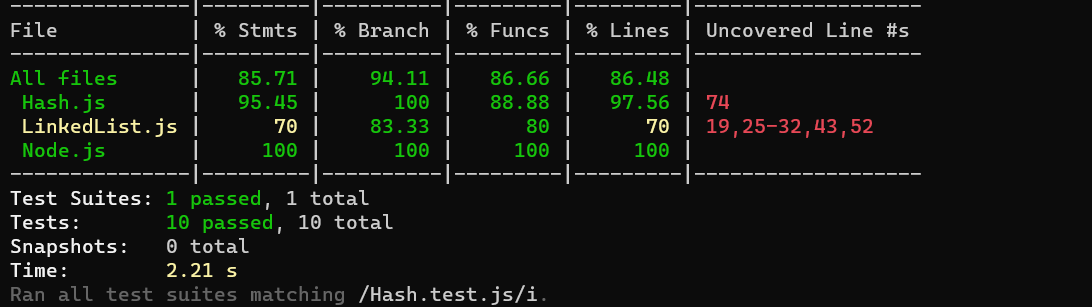 ---------------|---------|----------|---------|---------|-------------------
File           | % Stmts | % Branch | % Funcs | % Lines | Uncovered Line #s
---------------|---------|----------|---------|---------|-------------------
All files      |   85.71 |    94.11 |   86.66 |   86.48 |
 Hash.js       |   95.45 |      100 |   88.88 |   97.56 | 74
 LinkedList.js |      70 |    83.33 |      80 |      70 | 19,25-32,43,52
 Node.js       |     100 |      100 |     100 |     100 |
---------------|---------|----------|---------|---------|-------------------
Test Suites: 1 passed, 1 total
Tests:       10 passed, 10 total
Snapshots:   0 total
Time:        2.21 s
Ran all test suites matching /Hash.test.js/i.